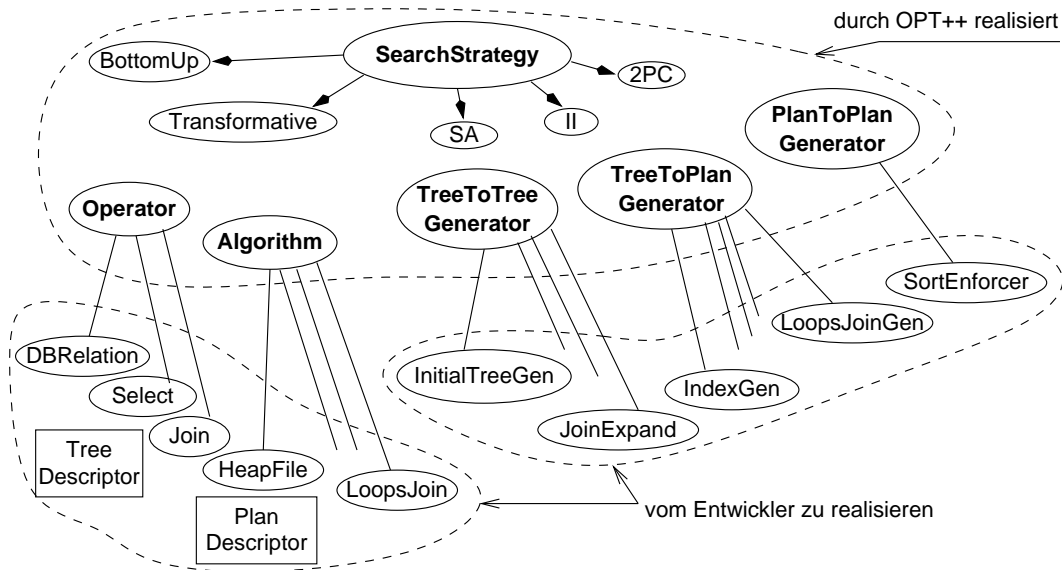 durch OPT++ realisiert
SearchStrategy
BottomUp
2PC
Transformative
SA
II
PlanToPlan
Generator
TreeToPlan
Generator
TreeToTree
Generator
Operator
Algorithm
SortEnforcer
LoopsJoinGen
DBRelation
InitialTreeGen
IndexGen
Select
Join
JoinExpand
Tree
Descriptor
HeapFile
LoopsJoin
Plan
Descriptor
vom Entwickler zu realisieren